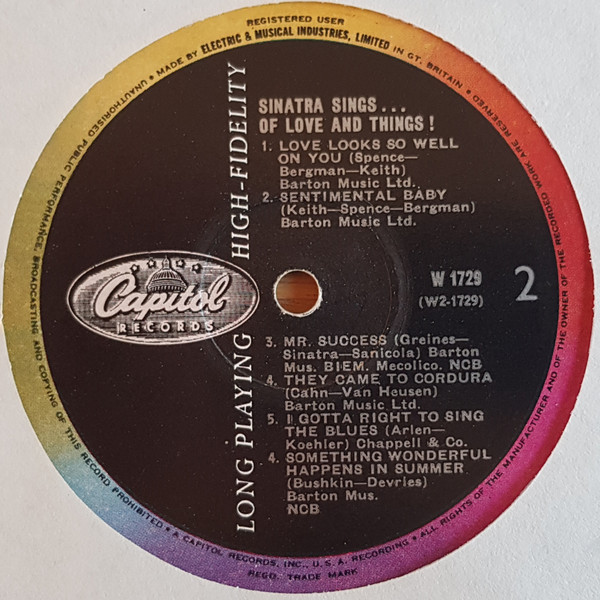 REGISTERED USER
• MADE BY ELECTRIC & MUSICAL INDUSTRIES, LIMITED IN GT. BRITAIN • ALL RIGHTS OF THE MANUFACTURER AND OF THE OWNER OF THE RECORDED WORK ARE RESERVED
UNAUTHORISED PUBLIC PERFORMANCE, BROADCASTING AND COPYING OF THIS RECORD PROHIBITED •
A CAPITOL RECORDS, INC., U. S. A. RECORDING •
REGD. TRADE MARK
LONG PLAYING HIGH-FIDELITY
Capitol
RECORDS
SINATRA SINGS...
OF LOVE AND THINGS!
1. LOVE LOOKS SO WELL
ON YOU (Spence—
Bergman—Keith)
Barton Music Ltd.
2. SENTIMENTAL BABY
(Keith—Spence—Bergman)
Barton Music Ltd.
W 1729
(W2-1729)
2
3. MR. SUCCESS (Greines—
Sinatra—Sanicola) Barton
Mus. BIEM. Mecolico. NCB
4. THEY CAME TO CORDURA
(Cahn—Van Heusen)
Barton Music Ltd.
5. I GOTTA RIGHT TO SING
THE BLUES (Arlen—
Koehler) Chappell & Co.
4. SOMETHING WONDERFUL
HAPPENS IN SUMMER
(Bushkin—Devries)
Barton Mus.
NCB